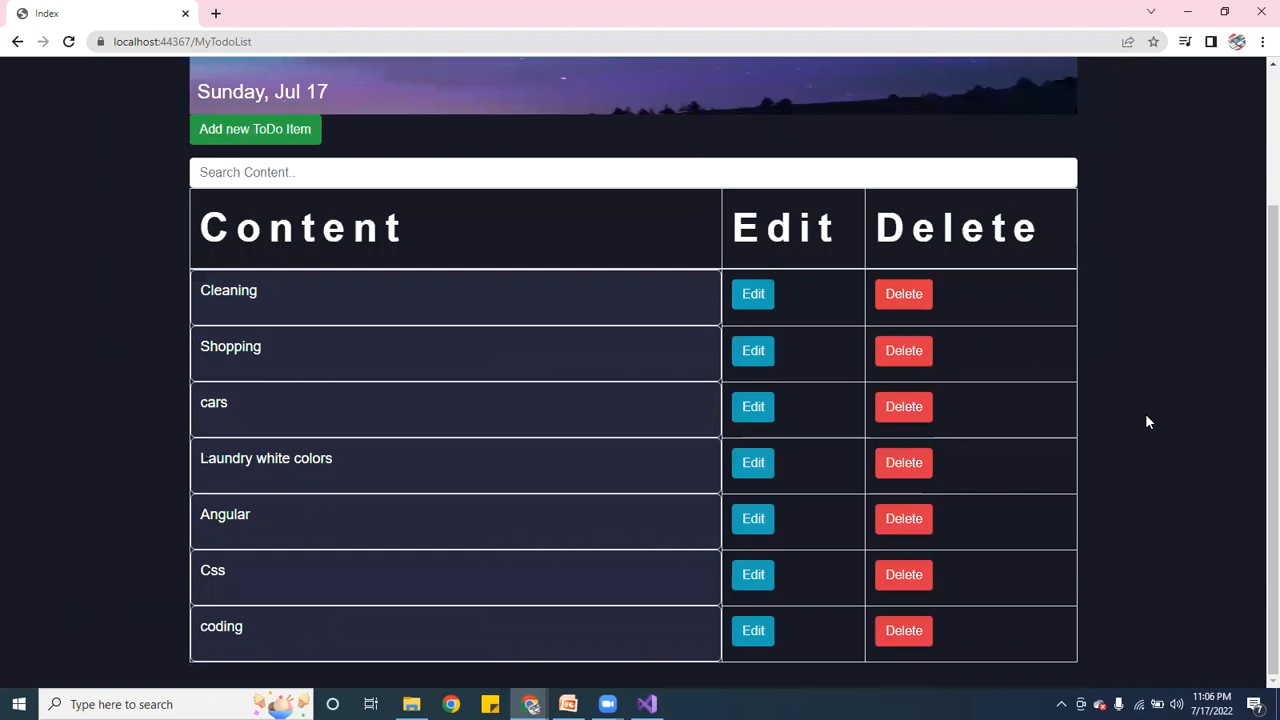 Index
localhost:44367/MyTodoList
Sunday, Jul 17
Add new ToDo Item
Search Content..
Content Edit Delete
Cleaning Edit Delete
Shopping Edit Delete
cars Edit Delete
Laundry white colors Edit Delete
Angular Edit Delete
Css Edit Delete
coding Edit Delete
Type here to search
11:06 PM
7/17/2022